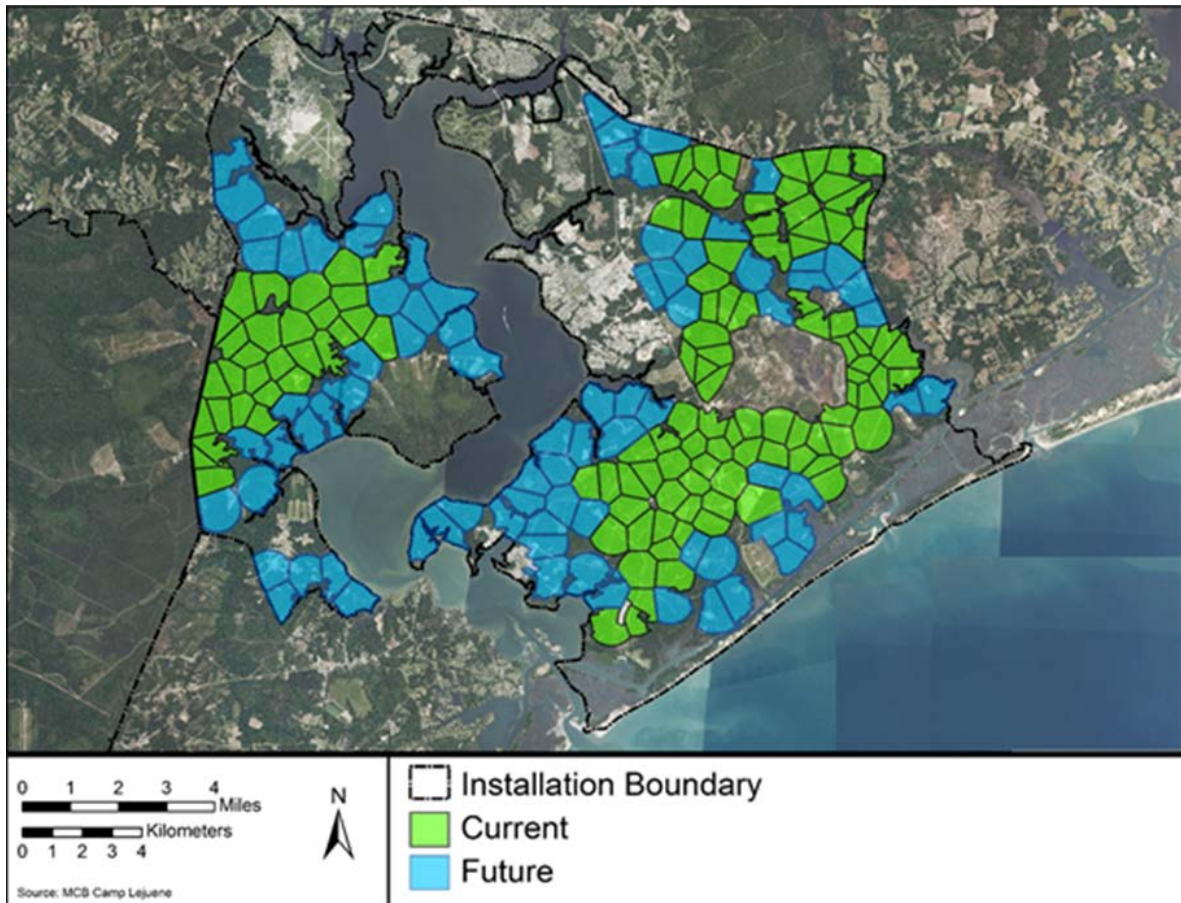 0 1 2 3 4
Miles
Kilometers
0 1 2 3 4
N
Source: MCB Camp Lejuene
Installation Boundary
Current
Future